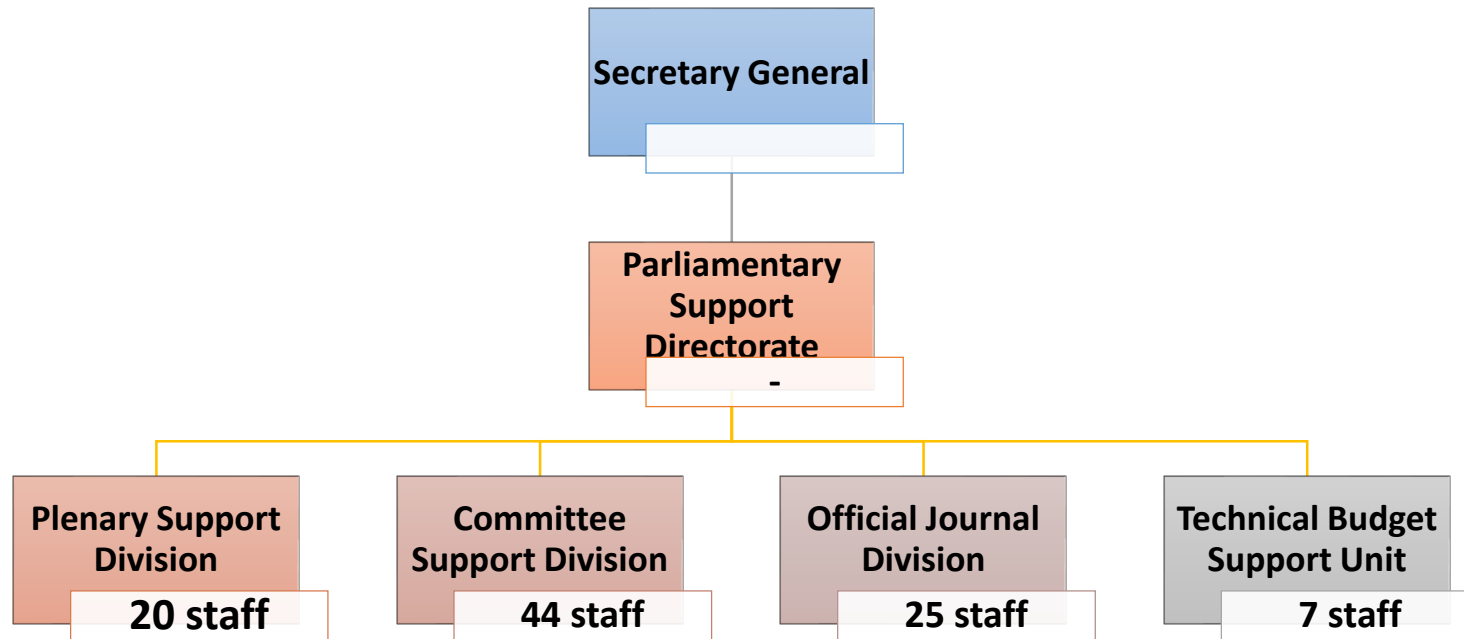 Secretary General
Parliamentary
Support
Directorate
-
Plenary Support
Division
20 staff
Committee
Support Division
44 staff
Official Journal
Division
25 staff
Technical Budget
Support Unit
7 staff